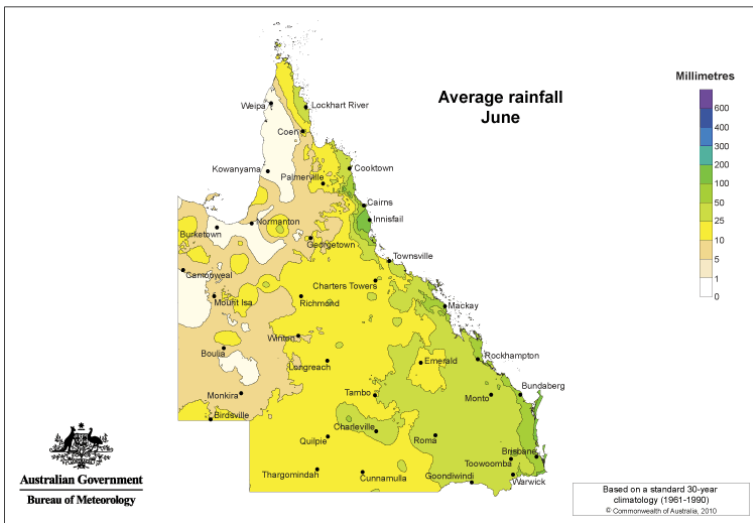 Average rainfall
June
Millimetres
600
400
300
200
100
50
25
10
5
1
0
Weipa
Lockhart River
Coen
Kowanyama
Cooktown
Palmerville
Cairns
Innisfail
Normanton
Burketown
Georgetown
Townsville
Camooweal
Charters Towers
Mount Isa
Richmond
Mackay
Winton
Boulia
Longreach
Emerald
Rockhampton
Monkira
Tambo
Monto
Bundaberg
Birdsville
Charleville
Quilpie
Roma
Brisbane
Toowoomba
Thargomindah
Cunnamulla
Goondiwindi
Warwick
Australian Government
Bureau of Meteorology
Based on a standard 30-year
climatology (1961-1990)
© Commonwealth of Australia, 2010